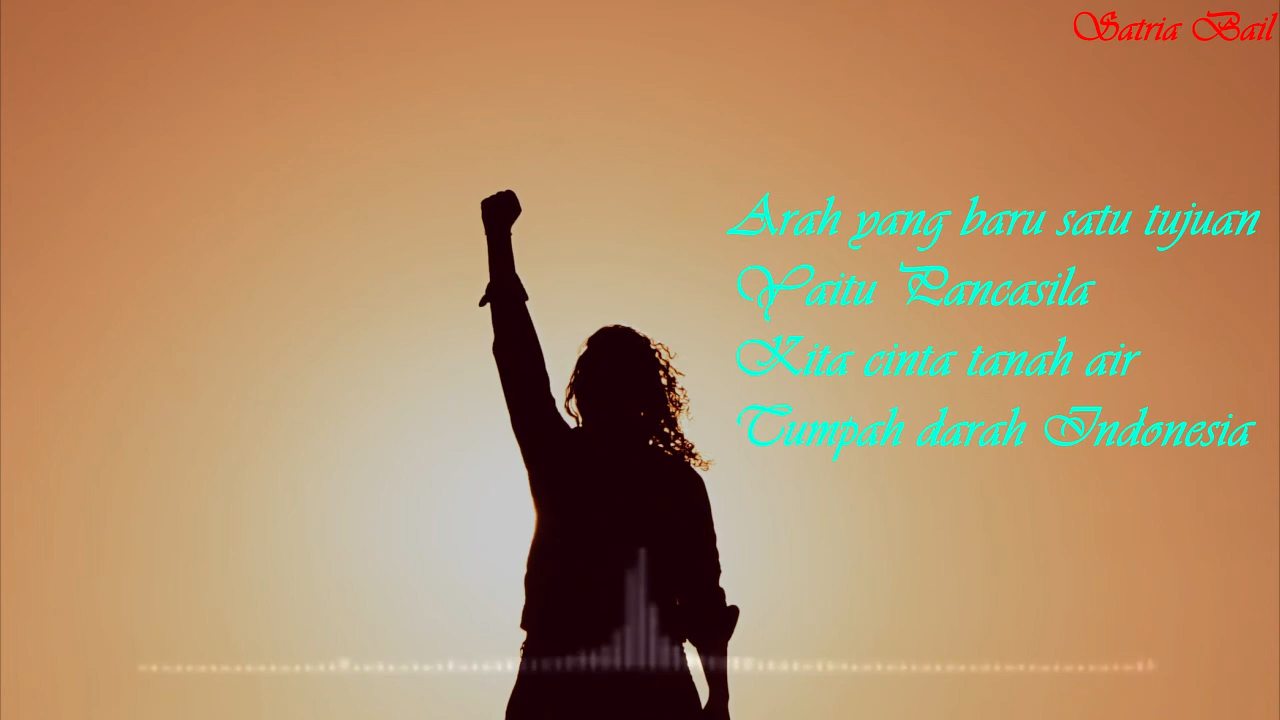 Satria Bail
Arah yang baru satu tujuan
Yaitu Pancasila
Kita cinta tanah air
Tumpah darah Indonesia